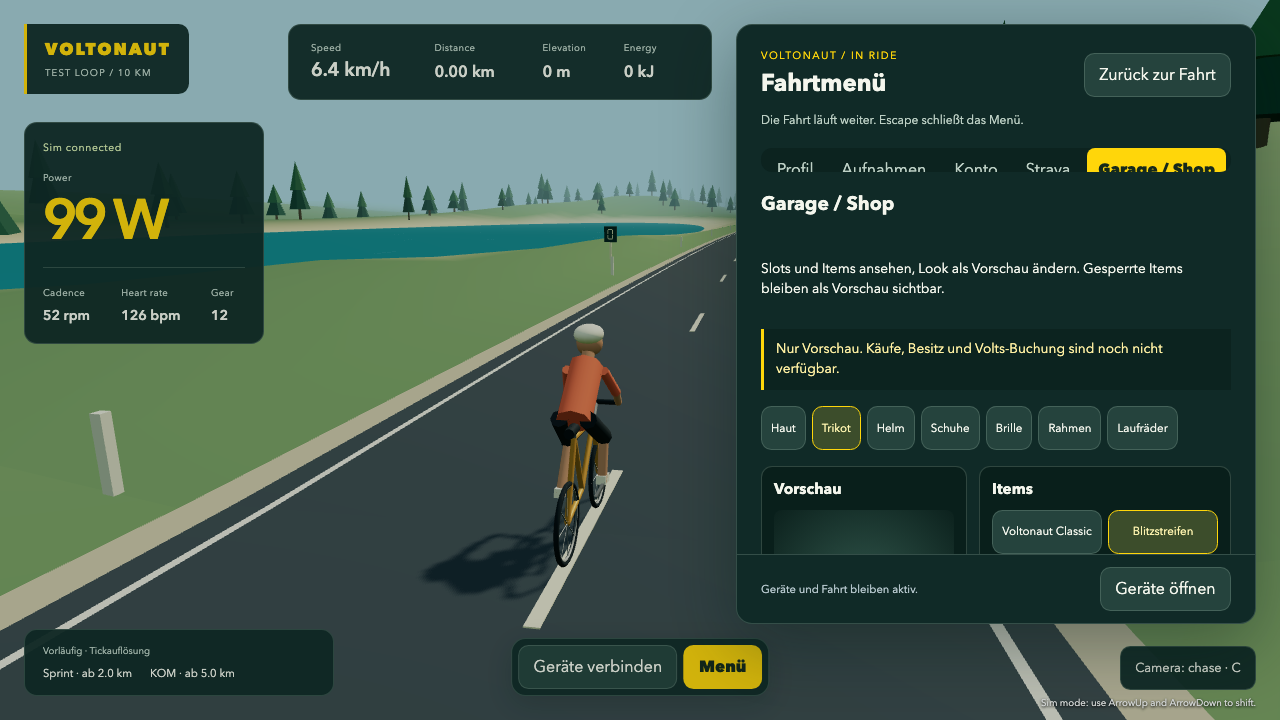 VOLTONAUT
TEST LOOP / 10 KM
Speed
6.4 km/h
Distance
0.00 km
Elevation
0 m
Energy
0 kJ
Sim connected
Power
99 W
Cadence
52 rpm
Heart rate
126 bpm
Gear
12
0
VOLTONAUT / IN RIDE
Fahrtmenü
Zurück zur Fahrt
Die Fahrt läuft weiter. Escape schließt das Menü.
Profil
Aufnahmen
Konto
Strava
Garage / Shop
Garage / Shop
Slots und Items ansehen, Look als Vorschau ändern. Gesperrte Items
bleiben als Vorschau sichtbar.
Nur Vorschau. Käufe, Besitz und Volts-Buchung sind noch nicht
verfügbar.
Haut
Trikot
Helm
Schuhe
Brille
Rahmen
Laufräder
Vorschau
Items
Voltonaut Classic
Blitzstreifen
Geräte und Fahrt bleiben aktiv.
Geräte öffnen
Vorläufig · Tickauflösung
Sprint · ab 2.0 km
KOM · ab 5.0 km
Geräte verbinden
Menü
Camera: chase · C
Sim mode: use ArrowUp and ArrowDown to shift.